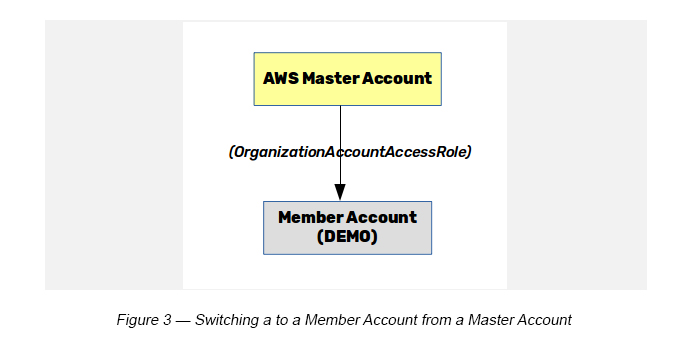 AWS Master Account
(OrganizationAccountAccessRole)
Member Account
(DEMO)
Figure 3 — Switching a to a Member Account from a Master Account